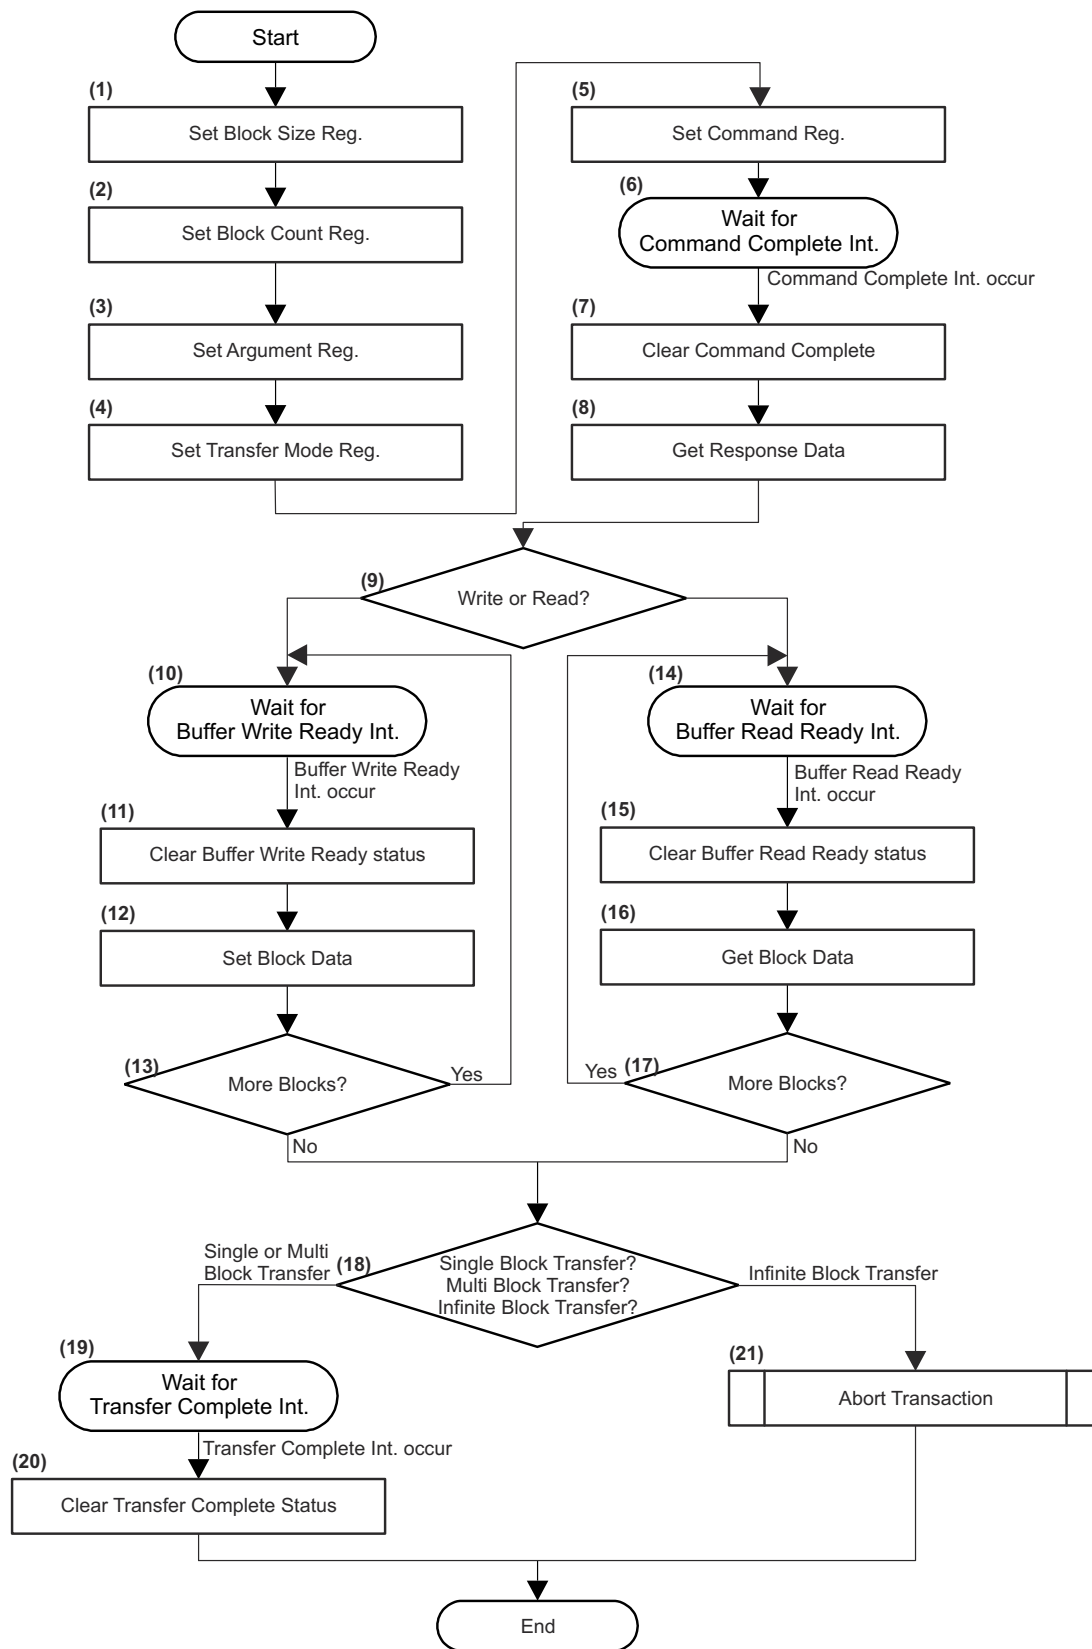 Start
(1)
Set Block Size Reg.
(2)
Set Block Count Reg.
(3)
Set Argument Reg.
(4)
Set Transfer Mode Reg.
(5)
Set Command Reg.
(6)
Wait for
Command Complete Int.
Command Complete Int. occur
(7)
Clear Command Complete
(8)
Get Response Data
(9)
Write or Read?
(10)
Wait for
Buffer Write Ready Int.
Buffer Write Ready
Int. occur
(11)
Clear Buffer Write Ready status
(12)
Set Block Data
(13)
More Blocks?
Yes
No
(14)
Wait for
Buffer Read Ready Int.
Buffer Read Ready
Int. occur
(15)
Clear Buffer Read Ready status
(16)
Get Block Data
(17)
More Blocks?
Yes
No
(18)
Single Block Transfer?
Multi Block Transfer?
Infinite Block Transfer?
Single or Multi
Block Transfer
Infinite Block Transfer
(19)
Wait for
Transfer Complete Int.
Transfer Complete Int. occur
(20)
Clear Transfer Complete Status
(21)
Abort Transaction
End